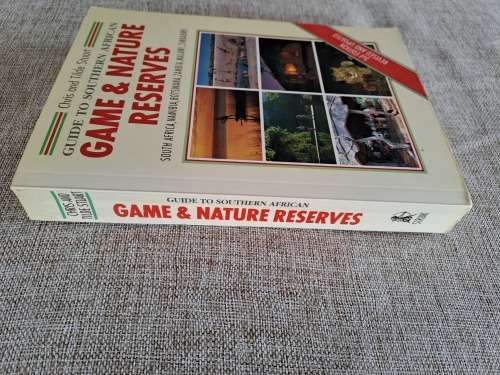 Chris and Tilde Stuart
GUIDE TO SOUTHERN AFRICAN
GAME & NATURE
RESERVES
SOUTH AFRICA, NAMIBIA, BOTSWANA, ZAMBIA, MALAWI, ZIMBABWE
CHRIS AND
TILDE STUART
GUIDE TO SOUTHERN AFRICAN
GAME & NATURE RESERVES
STRUIK